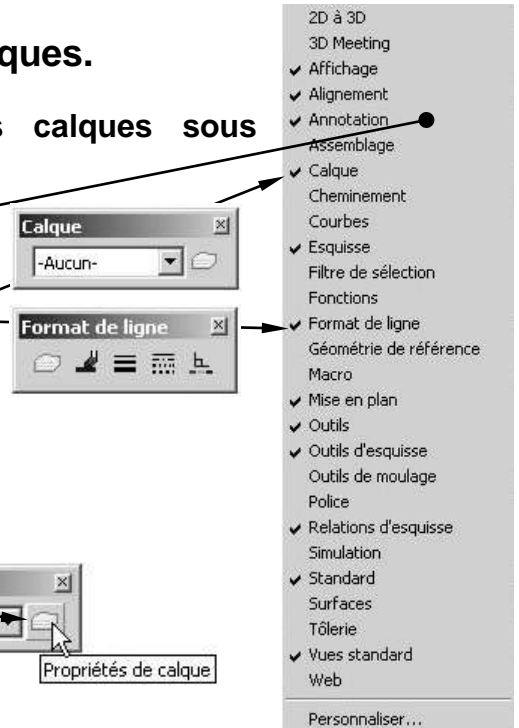 ques.
s calques sous
Calque
-Aucun-
Format de ligne
Propriétés de calque
2D à 3D
3D Meeting
Affichage
Alignement
Annotation
Assemblage
Calque
Cheminement
Courbes
Esquisse
Filtre de sélection
Fonctions
Format de ligne
Géométrie de référence
Macro
Mise en plan
Outils
Outils d'esquisse
Outils de moulage
Police
Relations d'esquisse
Simulation
Standard
Surfaces
Tôlerie
Vues standard
Web
Personnaliser...